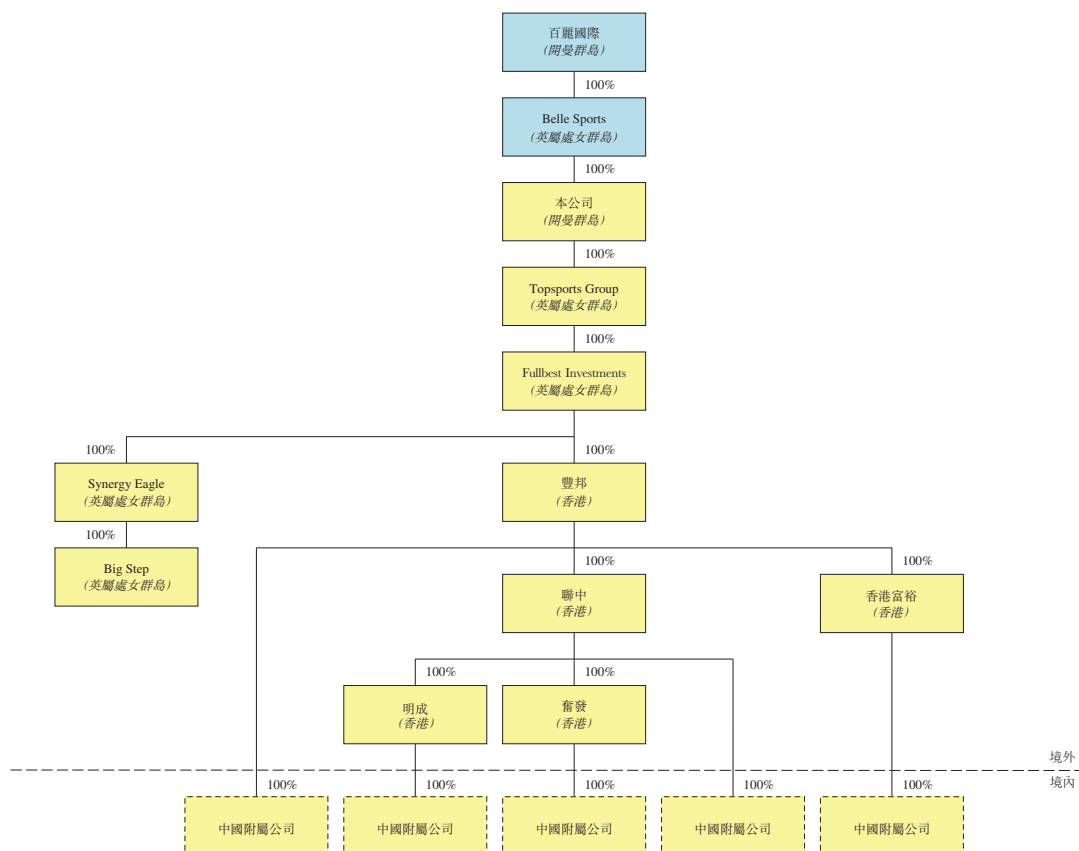 百麗國際
(開曼群島)
100%
Belle Sports
(英屬處女群島)
100%
本公司
(開曼群島)
100%
Topsports Group
(英屬處女群島)
100%
Fullbest Investments
(英屬處女群島)
100%
100%
Synergy Eagle
(英屬處女群島)
豐邦
(香港)
100%
Big Step
(英屬處女群島)
100%
100%
聯中
(香港)
香港富裕
(香港)
100%
100%
明成
(香港)
奮發
(香港)
境外
境內
100%
100%
100%
100%
100%
中國附屬公司
中國附屬公司
中國附屬公司
中國附屬公司
中國附屬公司